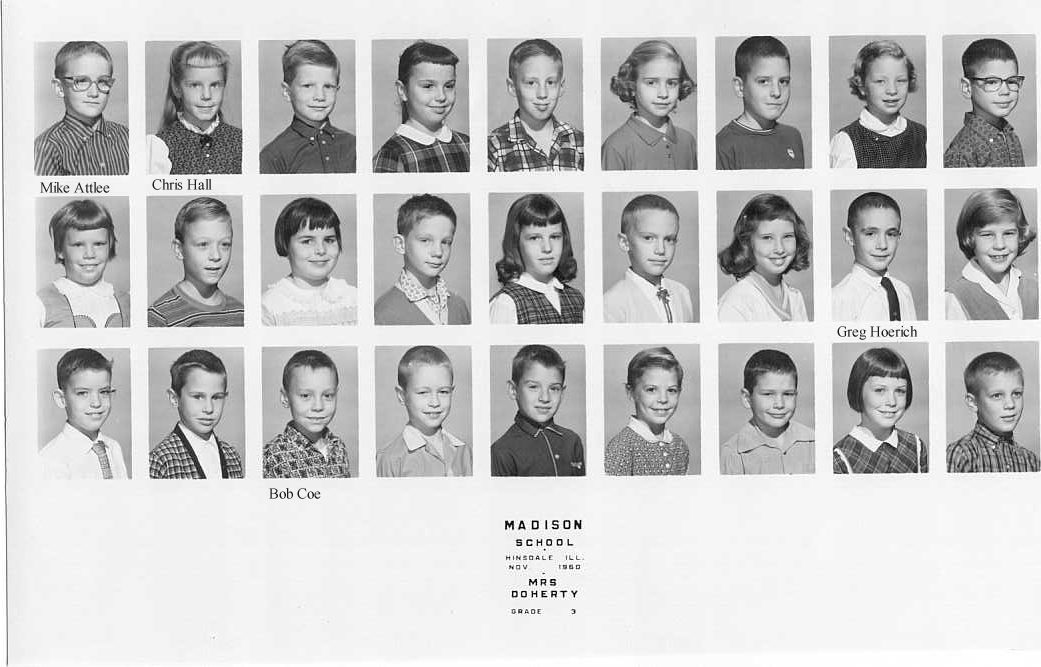 Mike Attlee
Chris Hall
Greg Hoerich
Bob Coe
MADISON
SCHOOL
HINSDALE ILL.
NOV 1960
MRS
DOHERTY
GRADE 3